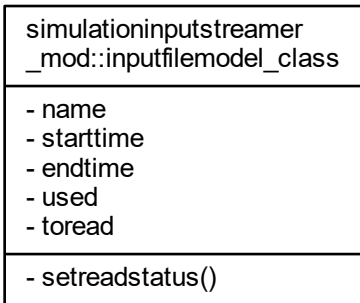 simulationinputstreamer
_mod::inputfilemodel_class
- name
- starttime
- endtime
- used
- toread
- setreadstatus()